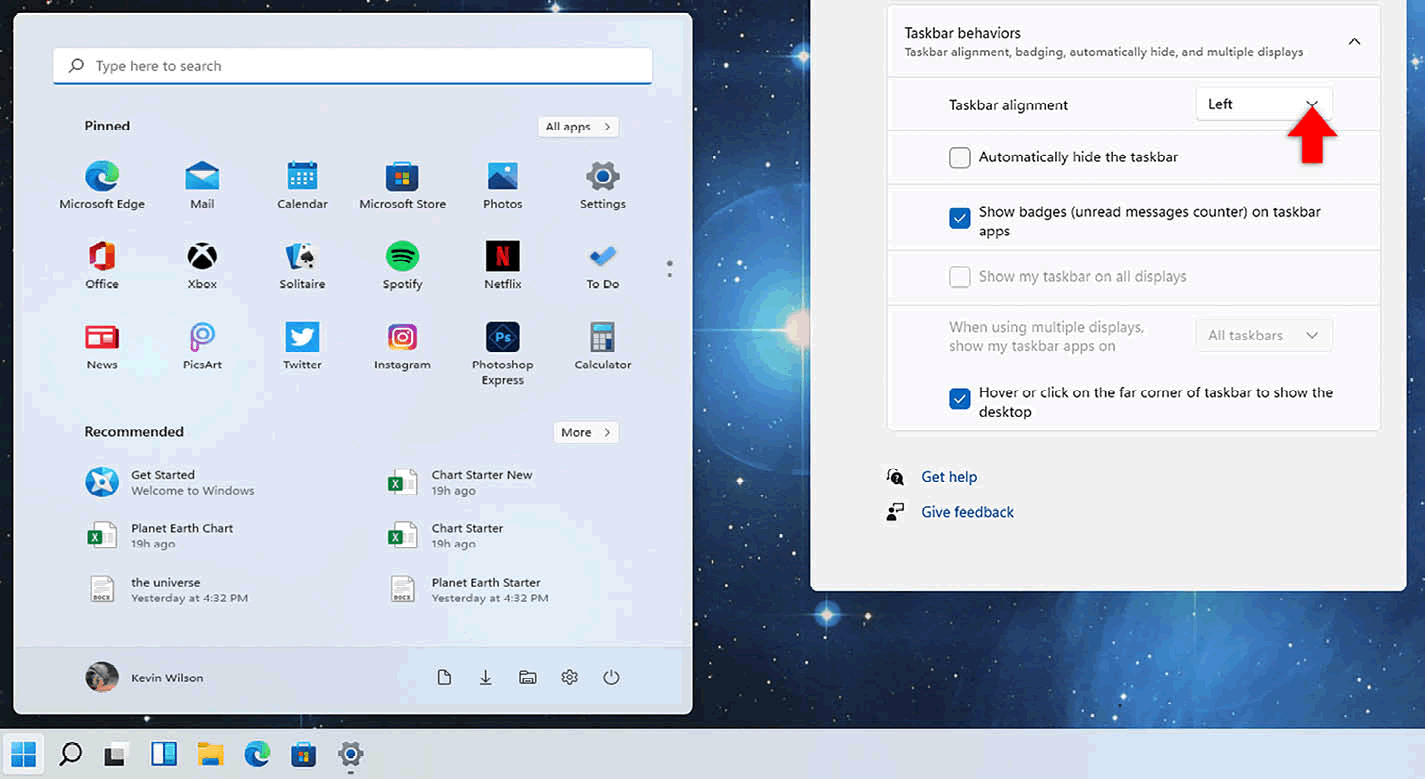 Type here to search
Pinned
All apps
Microsoft Edge
Mail
Calendar
Microsoft Store
Photos
Settings
Office
Xbox
Solitaire
Spotify
N
Netflix
To Do
News
PicsArt
Twitter
Instagram
Ps
Photoshop
Express
Calculator
Recommended
More
Get Started
Welcome to Windows
X
Chart Starter New
19h ago
X
Planet Earth Chart
19h ago
X
Chart Starter
19h ago
DOCX
the universe
Yesterday at 4:32 PM
DOCX
Planet Earth Starter
Yesterday at 4:32 PM
Kevin Wilson
Taskbar behaviors
Taskbar alignment, badging, automatically hide, and multiple displays
Taskbar alignment
Left
Automatically hide the taskbar
Show badges (unread messages counter) on taskbar
apps
Show my taskbar on all displays
When using multiple displays,
show my taskbar apps on
All taskbars
Hover or click on the far corner of taskbar to show the
desktop
Get help
Give feedback